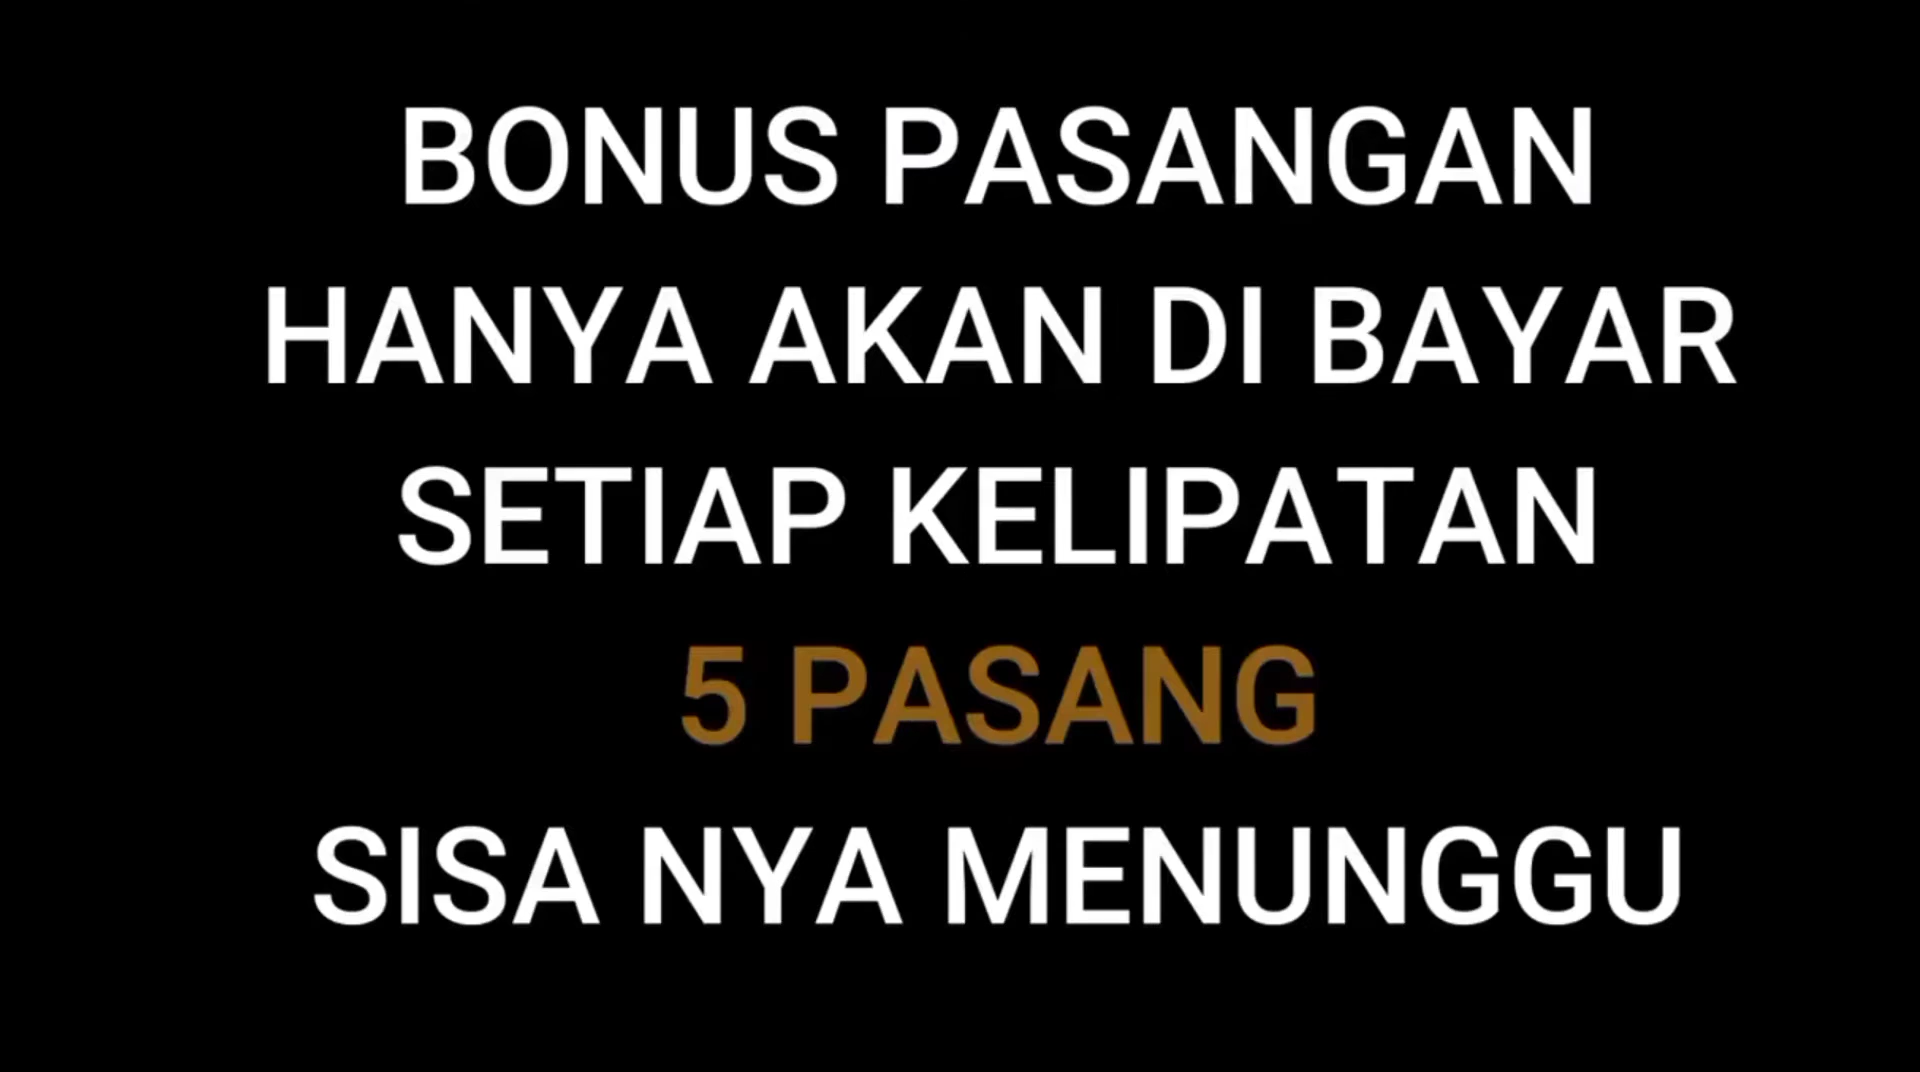 BONUS PASANGAN
HANYA AKAN DI BAYAR
SETIAP KELIPATAN
5 PASANG
SISA NYA MENUNGGU